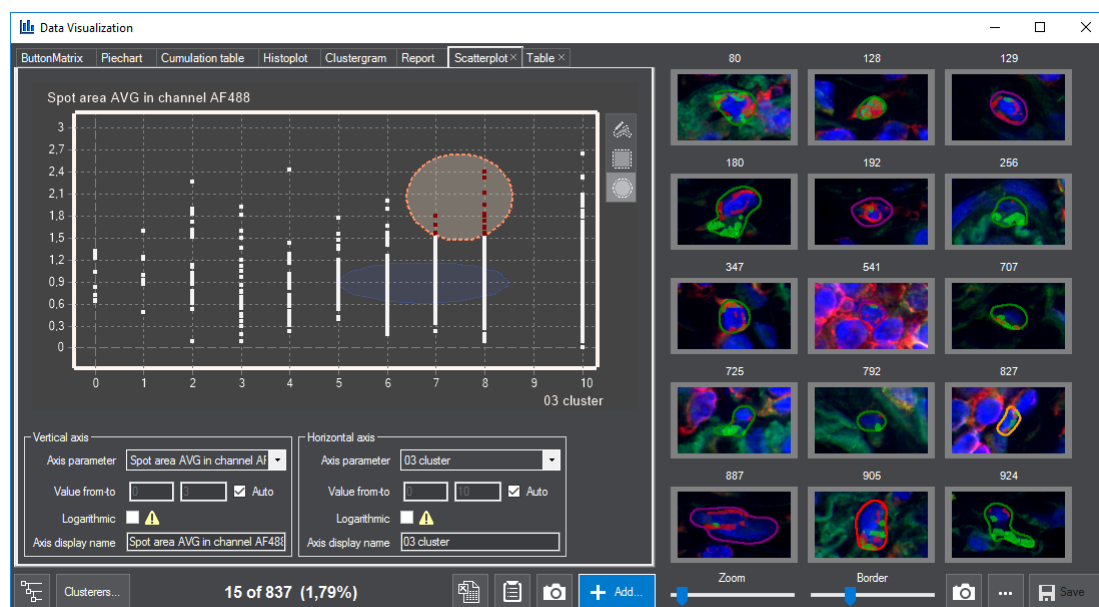 Data Visualization
ButtonMatrix Piechart Cumulation table Histoplot Clustergram Report Scatterplot Table
Spot area AVG in channel AF488
3
2,7
2,4
2,1
1,8
1,5
1,2
0,9
0,6
0,3
0
0 1 2 3 4 5 6 7 8 9 10
03 cluster
Vertical axis
Axis parameter Spot area AVG in channel AF
Value from-to 0 3 Auto
Logarithmic
Axis display name Spot area AVG in channel AF488
Horizontal axis
Axis parameter 03 cluster
Value from-to 0 10 Auto
Logarithmic
Axis display name 03 cluster
80 128 129
180 192 256
347 541 707
725 792 827
887 905 924
Clusterers... 15 of 837 (1,79%) Add...
Zoom Border
... Save